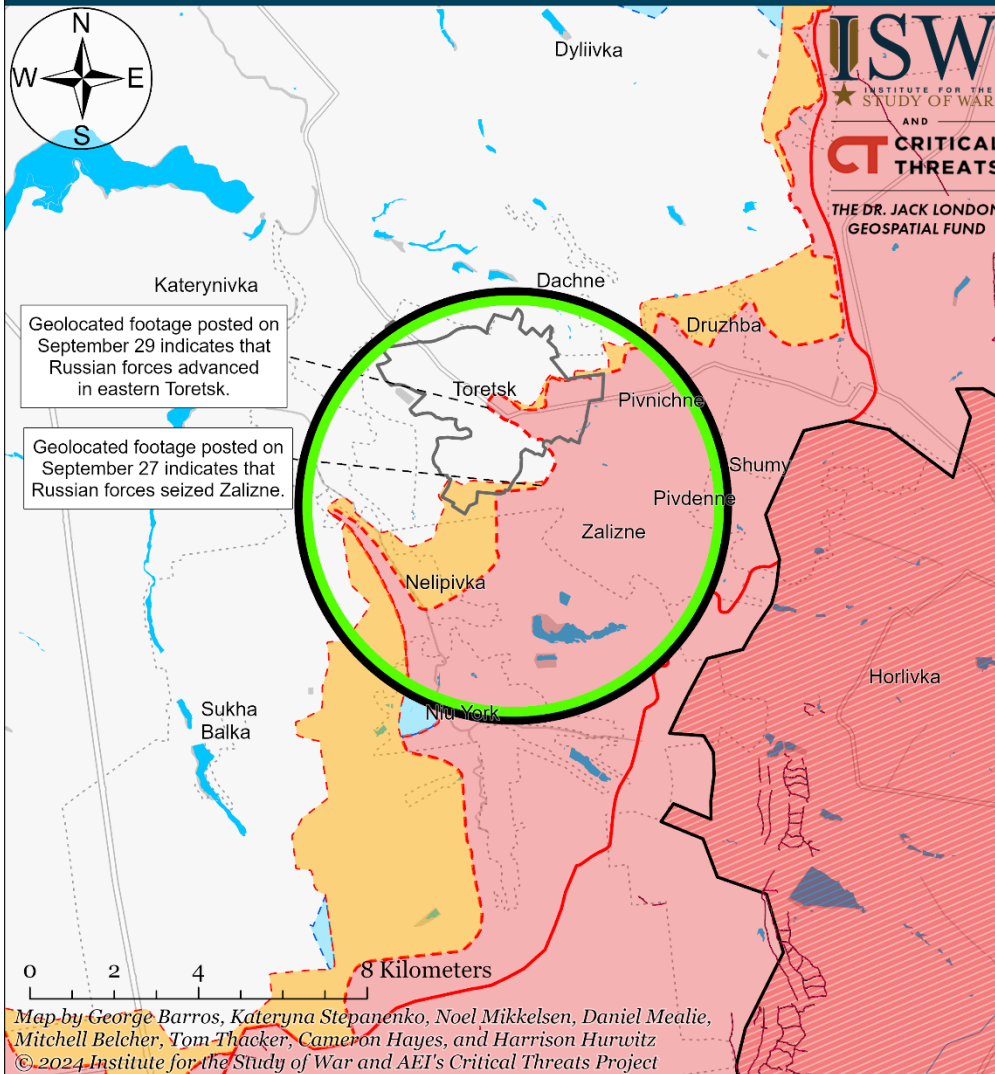 N
W
E
S
Dyliivka
ISW
INSTITUTE FOR THE
STUDY OF WAR
AND
CT CRITICAL
THREATS
THE DR. JACK LONDON
GEOSPATIAL FUND
Katerynivka
Dachne
Geolocated footage posted on
September 29 indicates that
Russian forces advanced
in eastern Toretsk.
Druzhba
Toretsk
Pivnichne
Geolocated footage posted on
September 27 indicates that
Russian forces seized Zalizne.
Shumy
Pivdenne
Zalizne
Nelipivka
Horlivka
Sukha
Balka
Niu York
0 2 4 8 Kilometers
Map by George Barros, Kateryna Stepanenko, Noel Mikkelsen, Daniel Mealie,
Mitchell Belcher, Tom Thacker, Cameron Hayes, and Harrison Hurwitz
© 2024 Institute for the Study of War and AEI's Critical Threats Project